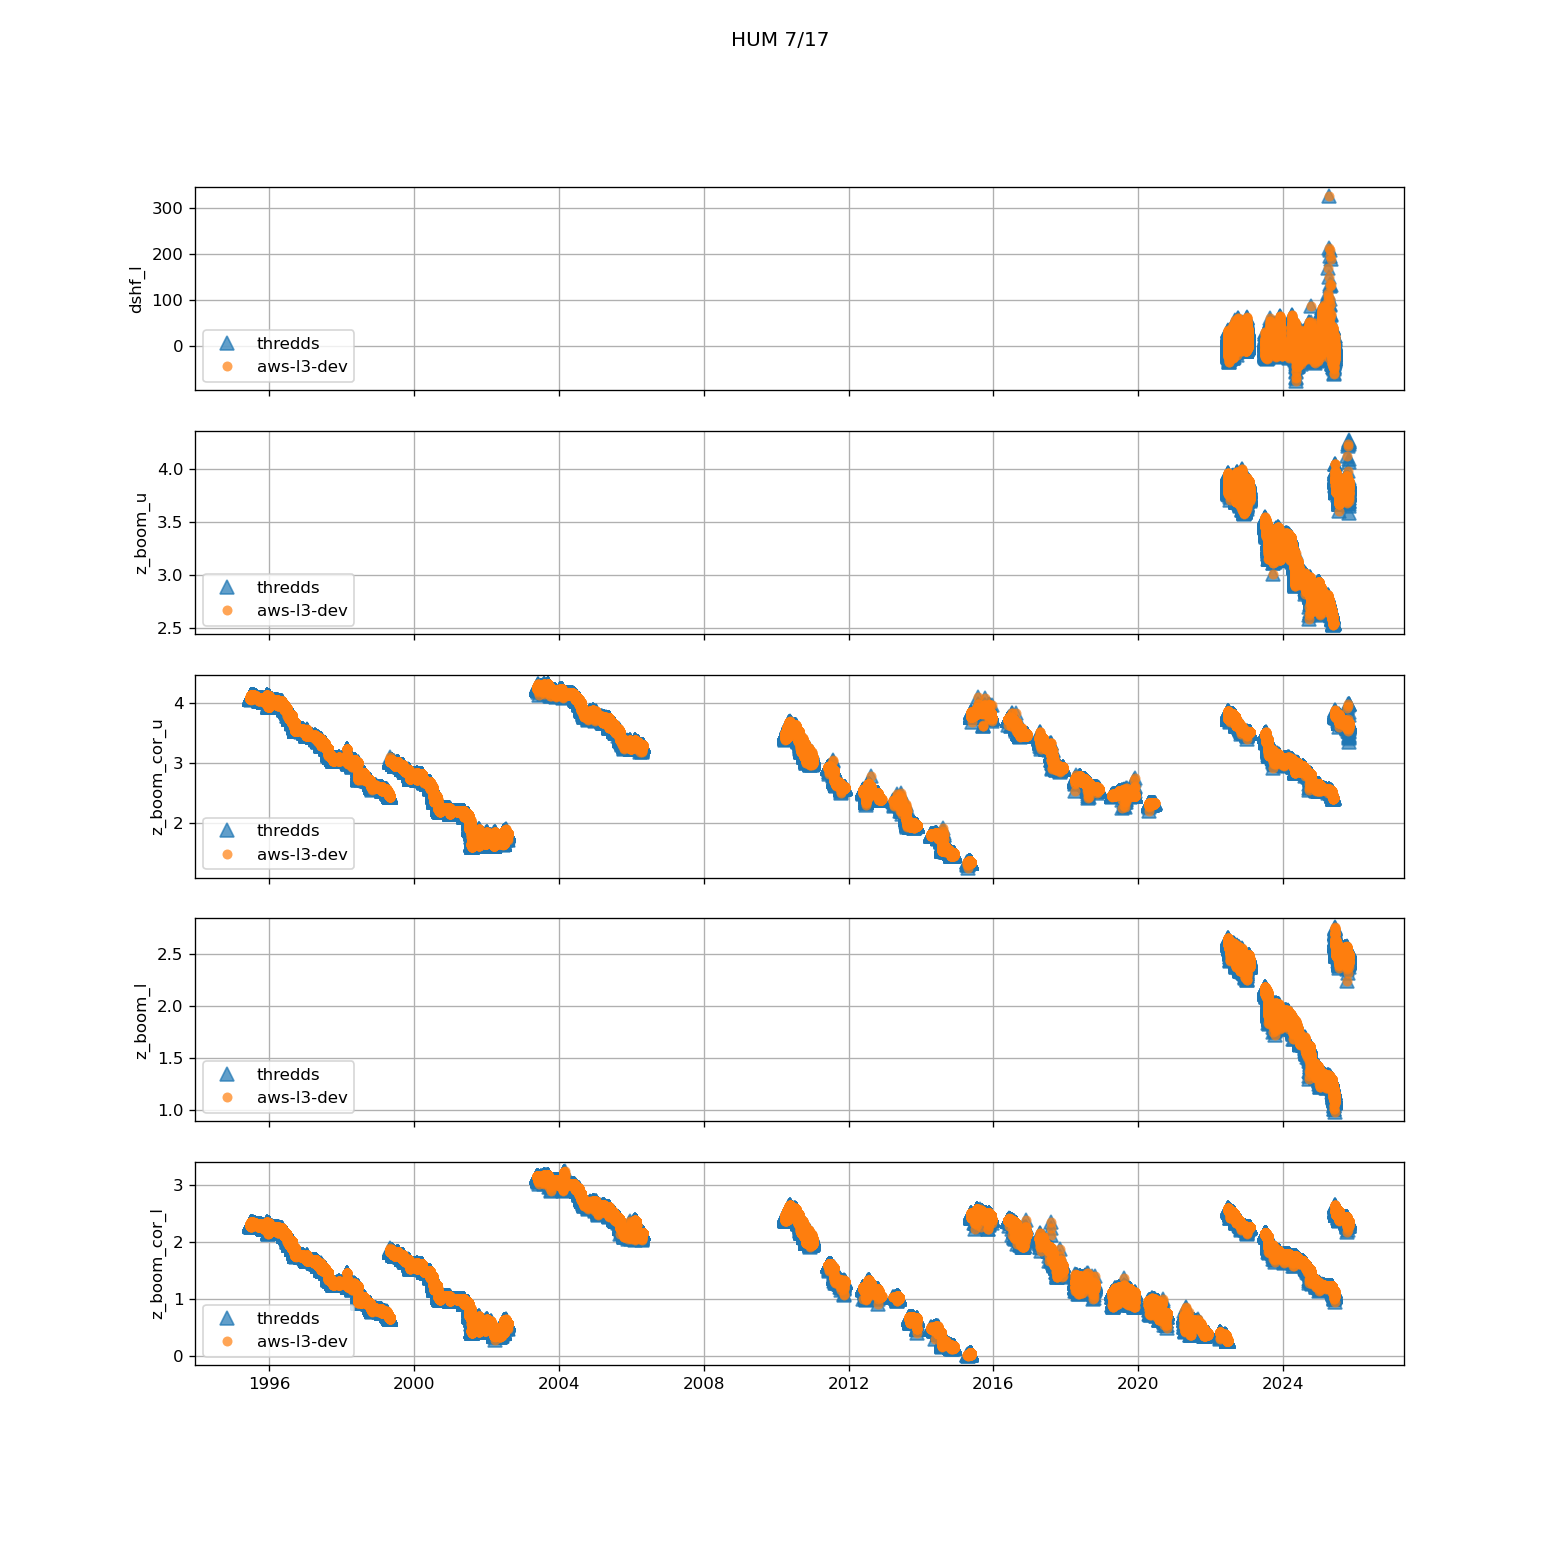 HUM 7/17
300
200
100
0
dshf_l
thredds
aws-l3-dev
4.0
3.5
3.0
2.5
z_boom_u
thredds
aws-l3-dev
4
3
2
z_boom_cor_u
thredds
aws-l3-dev
2.5
2.0
1.5
1.0
z_boom_l
thredds
aws-l3-dev
3
2
1
0
z_boom_cor_l
thredds
aws-l3-dev
1996 2000 2004 2008 2012 2016 2020 2024